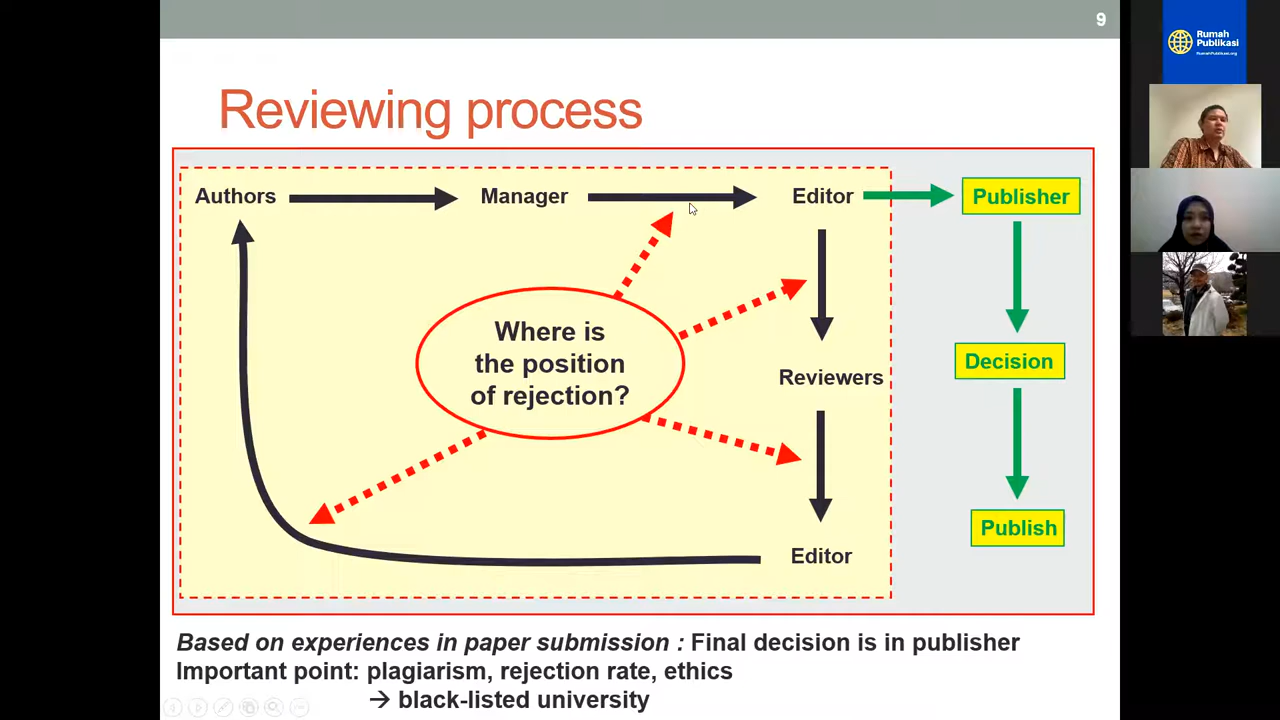 9
Rumah
Publikasi
RumahPublikasi.org
Reviewing process
Authors
Manager
Editor
Publisher
Where is
the position
of rejection?
Reviewers
Decision
Editor
Publish
Based on experiences in paper submission : Final decision is in publisher
Important point: plagiarism, rejection rate, ethics
→ black-listed university